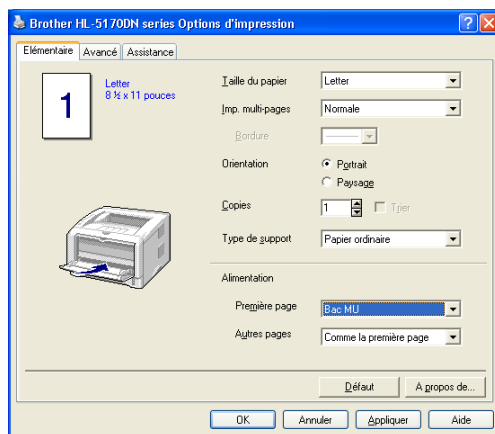 Brother HL-5170DN series Options d'impression
Elémentaire Avancé Assistance
1
Letter
8 ½ x 11 pouces
Taille du papier Letter
Imp. multi-pages Normale
Bordure
Orientation Portrait
Paysage
Copies 1 Trier
Type de support Papier ordinaire
Alimentation
Première page Bac MU
Autres pages Comme la première page
Défaut A propos de...
OK Annuler Appliquer Aide